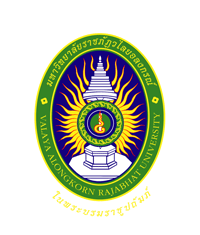 มหาวิทยาลัยราชภัฏวไลยอลงกรณ์
VALAYA ALONGKORN RAJABHAT UNIVERSITY
ในพระบรมราชูปถัมภ์